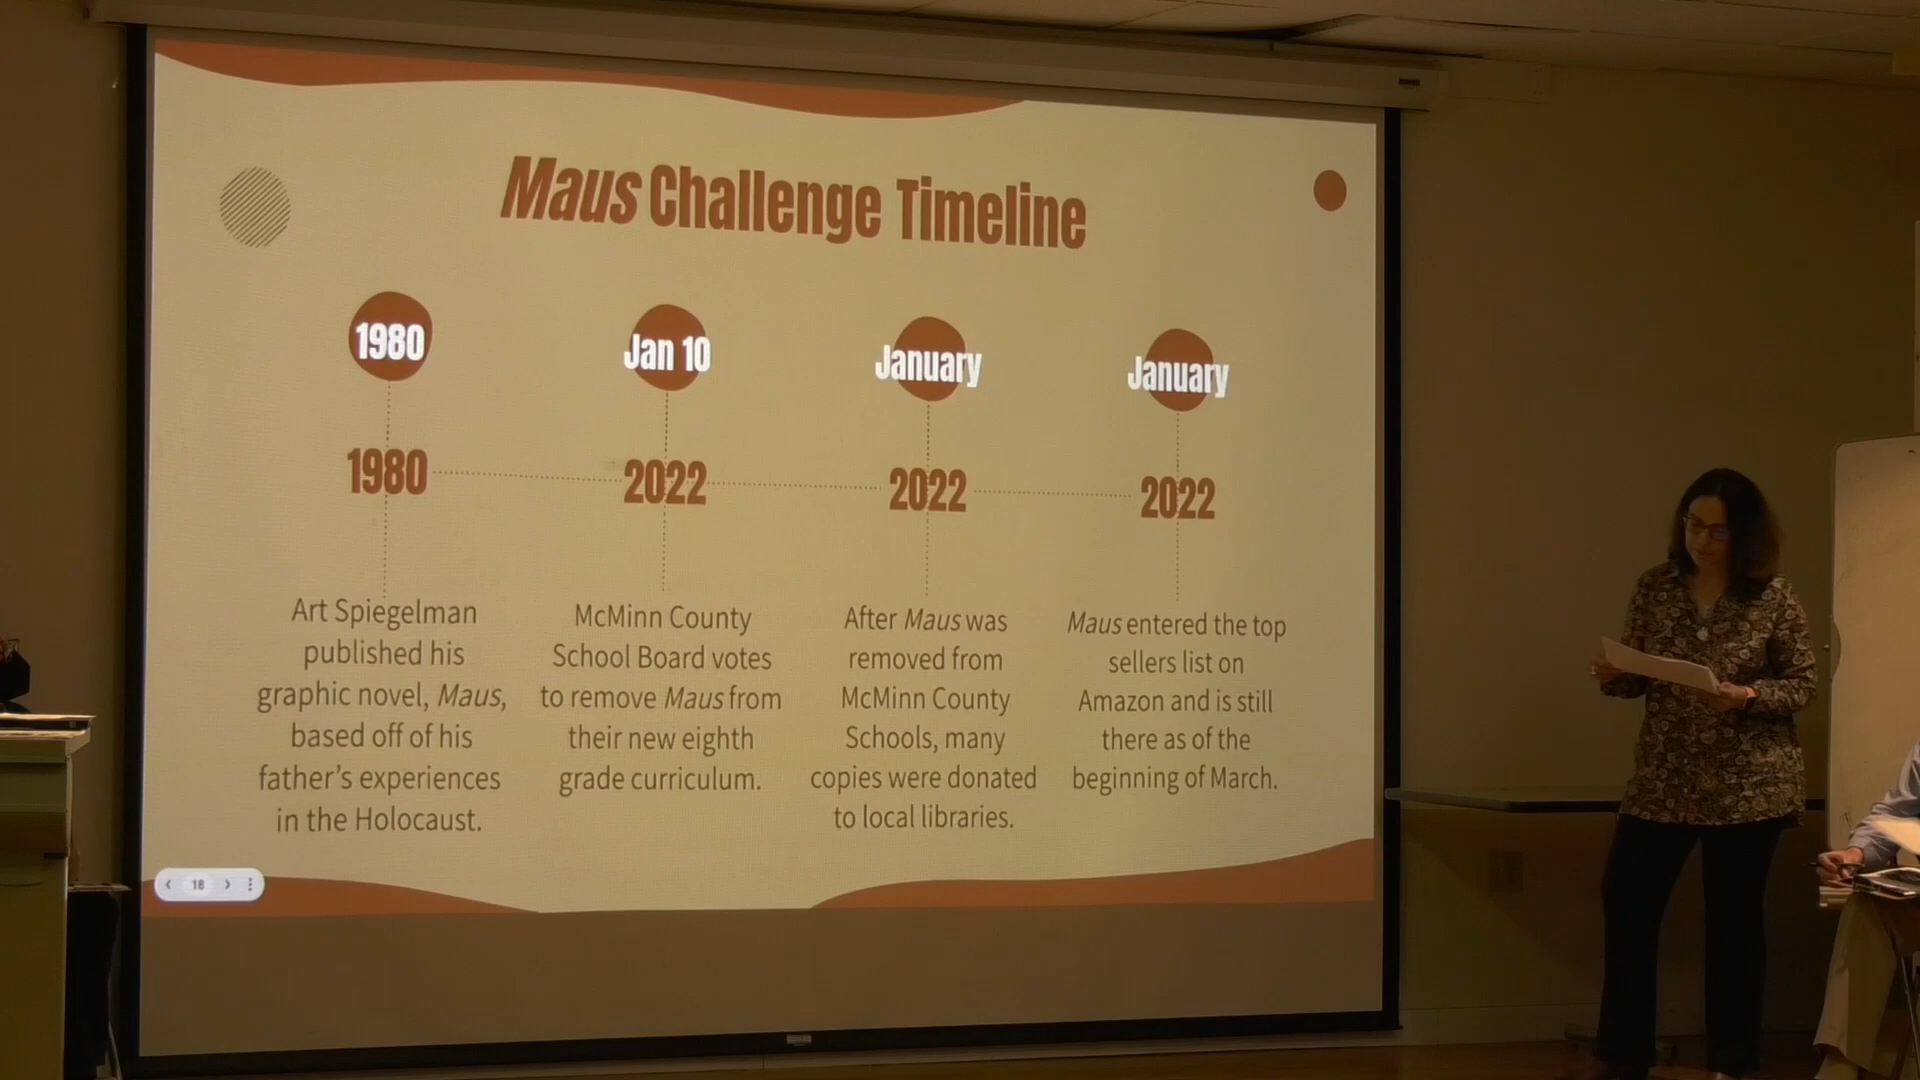 Maus Challenge Timeline
1980
1980
Art Spiegelman
published his
graphic novel, Maus,
based off of his
father's experiences
in the Holocaust.
Jan 10
2022
McMinn County
School Board votes
to remove Maus from
their new eighth
grade curriculum.
January
2022
After Maus was
removed from
McMinn County
Schools, many
copies were donated
to local libraries.
January
2022
Maus entered the top
sellers list on
Amazon and is still
there as of the
beginning of March.
18